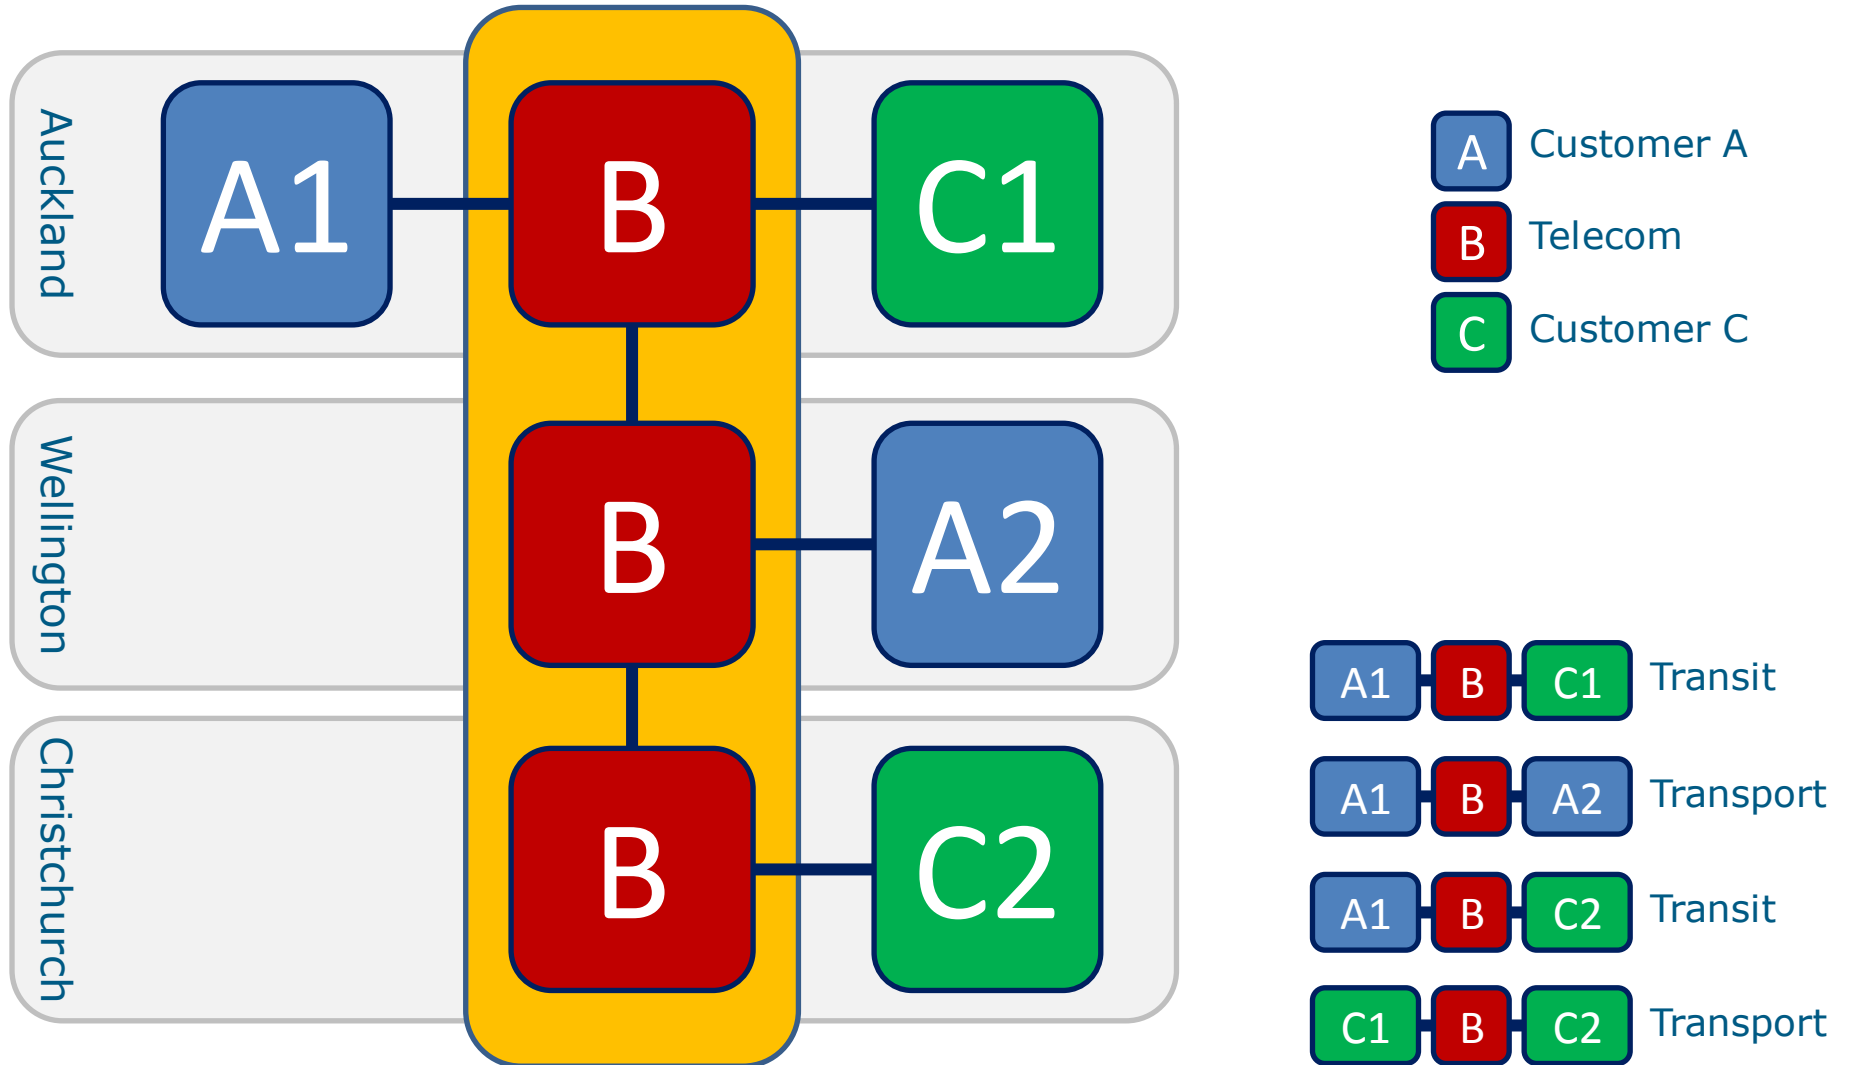 Auckland
A1
B
C1
Wellington
B
A2
Christchurch
B
C2
A Customer A
B Telecom
C Customer C
A1 B C1 Transit
A1 B A2 Transport
A1 B C2 Transit
C1 B C2 Transport